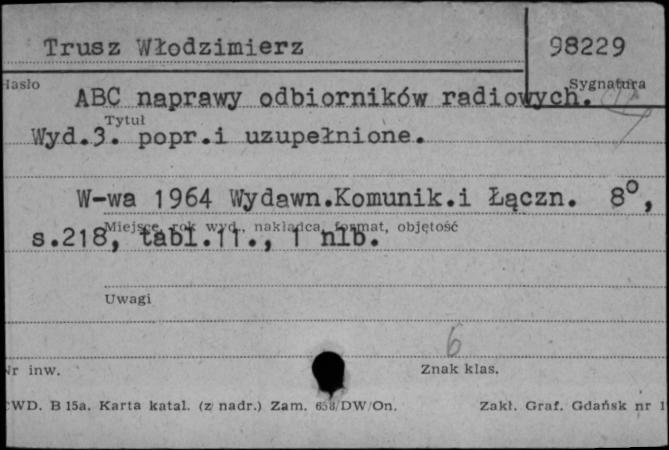 Trusz Włodzimierz 98229
Hasło Sygnatura
ABC naprawy odbiorników radiowych.
Tytuł
Wyd.3. popr.i uzupełnione.
W-wa 1964 Wydawn.Komunik.i Łączn. 8°,
Miejsce, rok wyd., nakładca, format, objętość
s.218, tabl.11., 1 nlb.
Uwagi
6
Nr inw. Znak klas.
CWD. B 15a. Karta katal. (z nadr.) Zam. 658/DW/On. Zakł. Graf. Gdańsk nr 1